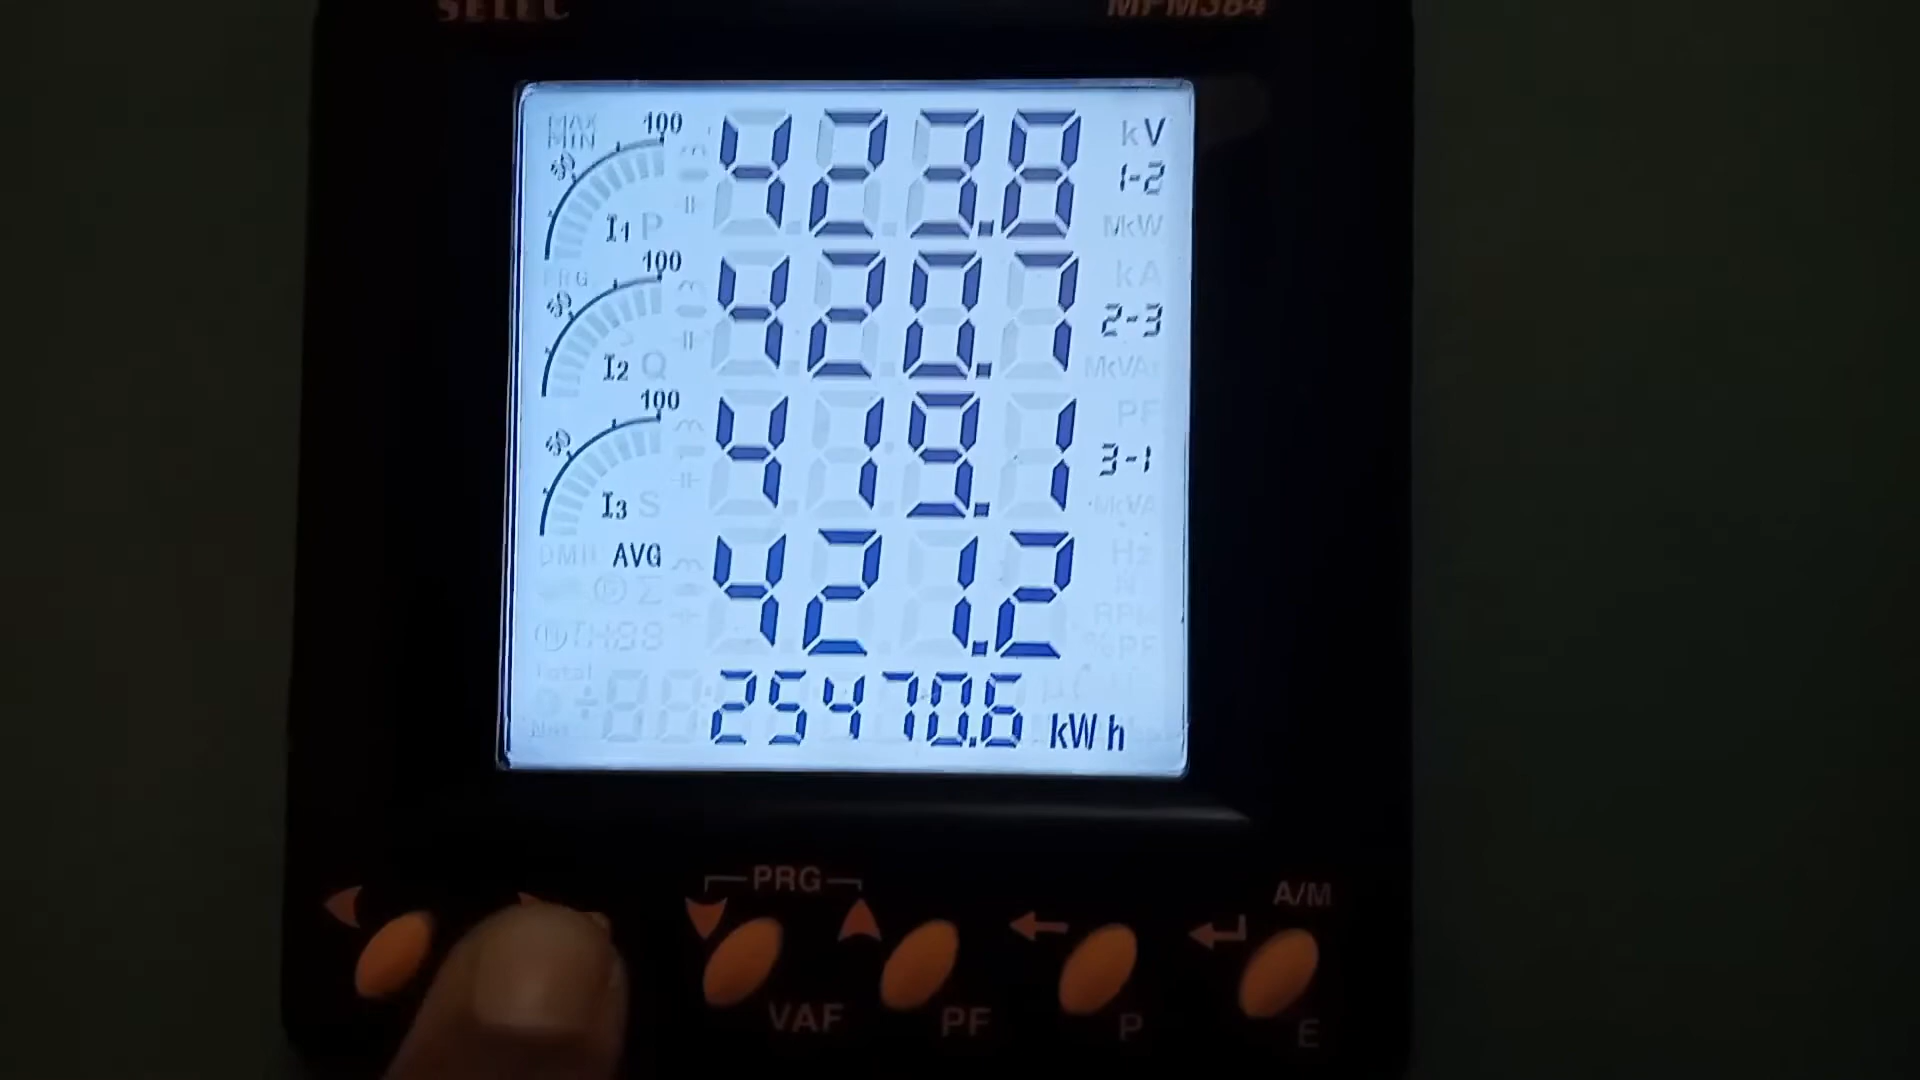 SELEC MFM384
100 423.8 V
1-2
I1
100
420.7 2-3
I2
100
419.1 3-1
I3
AVG 421.2
25470.6 kWh
PRG
A/M
VAF PF P E